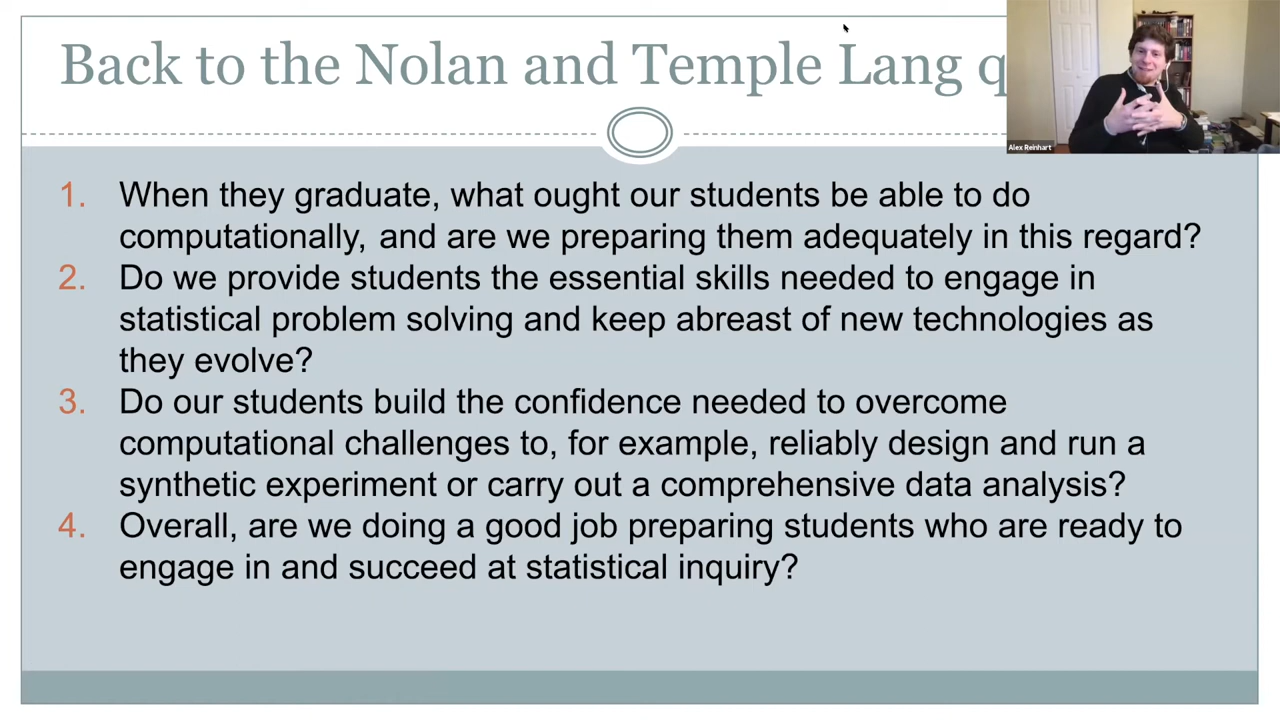 Back to the Nolan and Temple Lang q
Alex Reinhart
1. When they graduate, what ought our students be able to do
computationally, and are we preparing them adequately in this regard?
2. Do we provide students the essential skills needed to engage in
statistical problem solving and keep abreast of new technologies as
they evolve?
3. Do our students build the confidence needed to overcome
computational challenges to, for example, reliably design and run a
synthetic experiment or carry out a comprehensive data analysis?
4. Overall, are we doing a good job preparing students who are ready to
engage in and succeed at statistical inquiry?